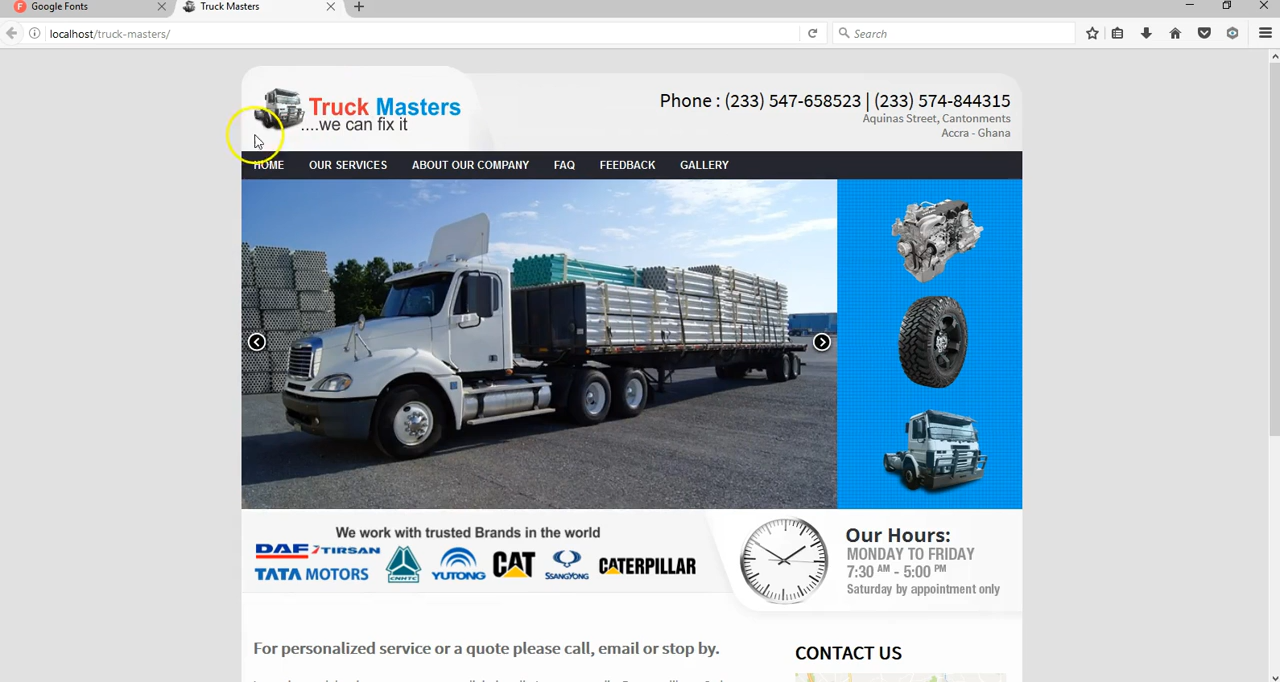 Google Fonts
Truck Masters
localhost/truck-masters/
Search
Truck Masters
....we can fix it
Phone : (233) 547-658523 | (233) 574-844315
Aquinas Street, Cantonments
Accra - Ghana
HOME OUR SERVICES ABOUT OUR COMPANY FAQ FEEDBACK GALLERY
We work with trusted Brands in the world
DAF TIRSAN
TATA MOTORS
CNHTC
YUTONG
CAT
SSANGYONG
CATERPILLAR
Our Hours:
MONDAY TO FRIDAY
7:30 AM - 5:00 PM
Saturday by appointment only
For personalized service or a quote please call, email or stop by.
CONTACT US